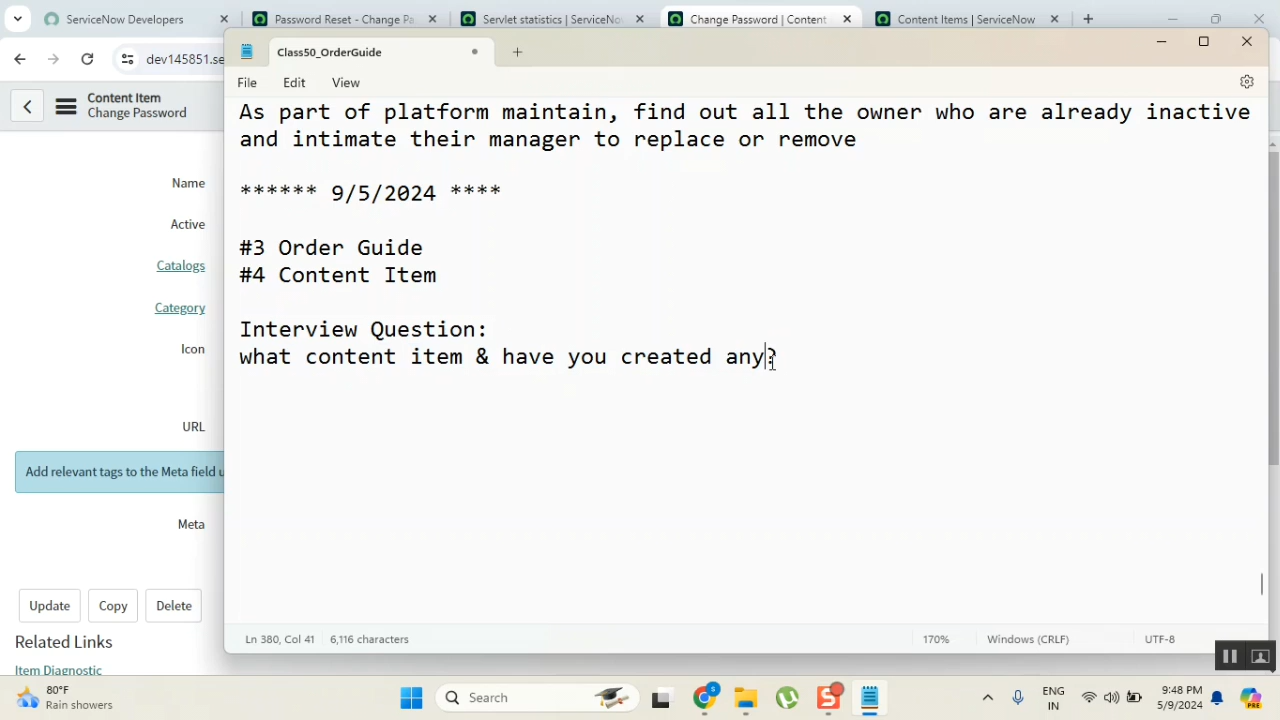 ServiceNow Developers
Password Reset - Change Pa
Servlet statistics | ServiceNow
Change Password | Content
Content Items | ServiceNow
dev145851.se
Class50_OrderGuide
File Edit View
Content Item
Change Password
As part of platform maintain, find out all the owner who are already inactive
and intimate their manager to replace or remove
****** 9/5/2024 ****
#3 Order Guide
#4 Content Item
Interview Question:
what content item & have you created any?
Name
Active
Catalogs
Category
Icon
URL
Add relevant tags to the Meta field u
Meta
Update Copy Delete
Related Links
Item Diagnostic
Ln 380, Col 41 6,116 characters 170% Windows (CRLF) UTF-8
80°F
Rain showers
Search
ENG
IN
9:48 PM
5/9/2024